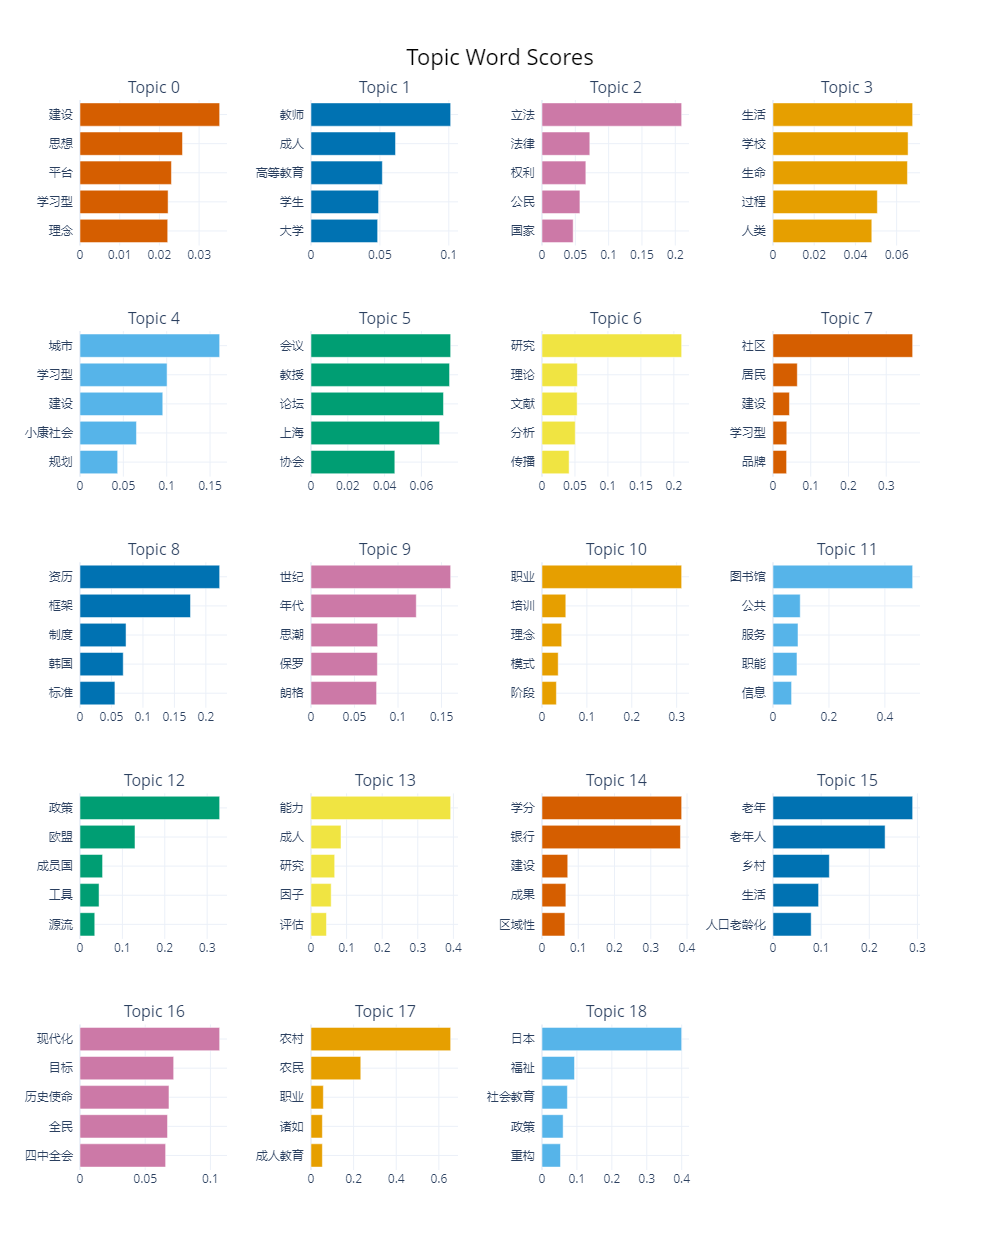 Topic Word Scores
Topic 0
建设
思想
平台
学习型
理念
0 0.01 0.02 0.03
Topic 1
教师
成人
高等教育
学生
大学
0 0.05 0.1
Topic 2
立法
法律
权利
公民
国家
0 0.05 0.1 0.15 0.2
Topic 3
生活
学校
生命
过程
人类
0 0.02 0.04 0.06
Topic 4
城市
学习型
建设
小康社会
规划
0 0.05 0.1 0.15
Topic 5
会议
教授
论坛
上海
协会
0 0.02 0.04 0.06
Topic 6
研究
理论
文献
分析
传播
0 0.05 0.1 0.15 0.2
Topic 7
社区
居民
建设
学习型
品牌
0 0.1 0.2 0.3
Topic 8
资历
框架
制度
韩国
标准
0 0.05 0.1 0.15 0.2
Topic 9
世纪
年代
思潮
保罗
朗格
0 0.05 0.1 0.15
Topic 10
职业
培训
理念
模式
阶段
0 0.1 0.2 0.3
Topic 11
图书馆
公共
服务
职能
信息
0 0.2 0.4
Topic 12
政策
欧盟
成员国
工具
源流
0 0.1 0.2 0.3
Topic 13
能力
成人
研究
因子
评估
0 0.1 0.2 0.3 0.4
Topic 14
学分
银行
建设
成果
区域性
0 0.1 0.2 0.3 0.4
Topic 15
老年
老年人
乡村
生活
人口老龄化
0 0.1 0.2 0.3
Topic 16
现代化
目标
历史使命
全民
四中全会
0 0.05 0.1
Topic 17
农村
农民
职业
诸如
成人教育
0 0.2 0.4 0.6
Topic 18
日本
福祉
社会教育
政策
重构
0 0.1 0.2 0.3 0.4